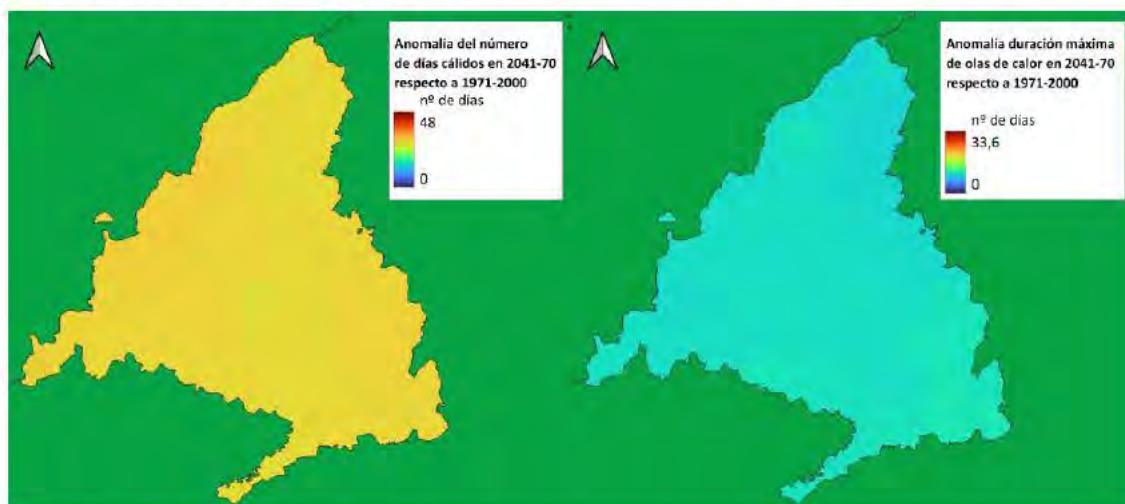 Anomalía del número
de días cálidos en 2041-70
respecto a 1971-2000
nº de días
48
0
Anomalía duración máxima
de olas de calor en 2041-70
respecto a 1971-2000
nº de días
33,6
0